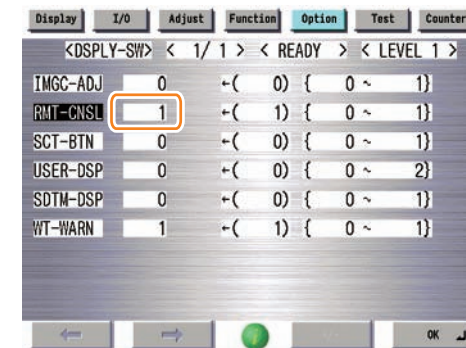 Display I/O Adjust Function Option Test Counter
<DSPLY-SW> < 1/ 1 > < READY > < LEVEL 1 >
IMGC-ADJ 0 ←( 0) { 0 ~ 1}
RMT-CNSL 1 ←( 1) { 0 ~ 1}
SCT-BTN 0 ←( 0) { 0 ~ 1}
USER-DSP 0 ←( 0) { 0 ~ 2}
SDTM-DSP 0 ←( 0) { 0 ~ 1}
WT-WARN 1 ←( 1) { 0 ~ 1}
OK